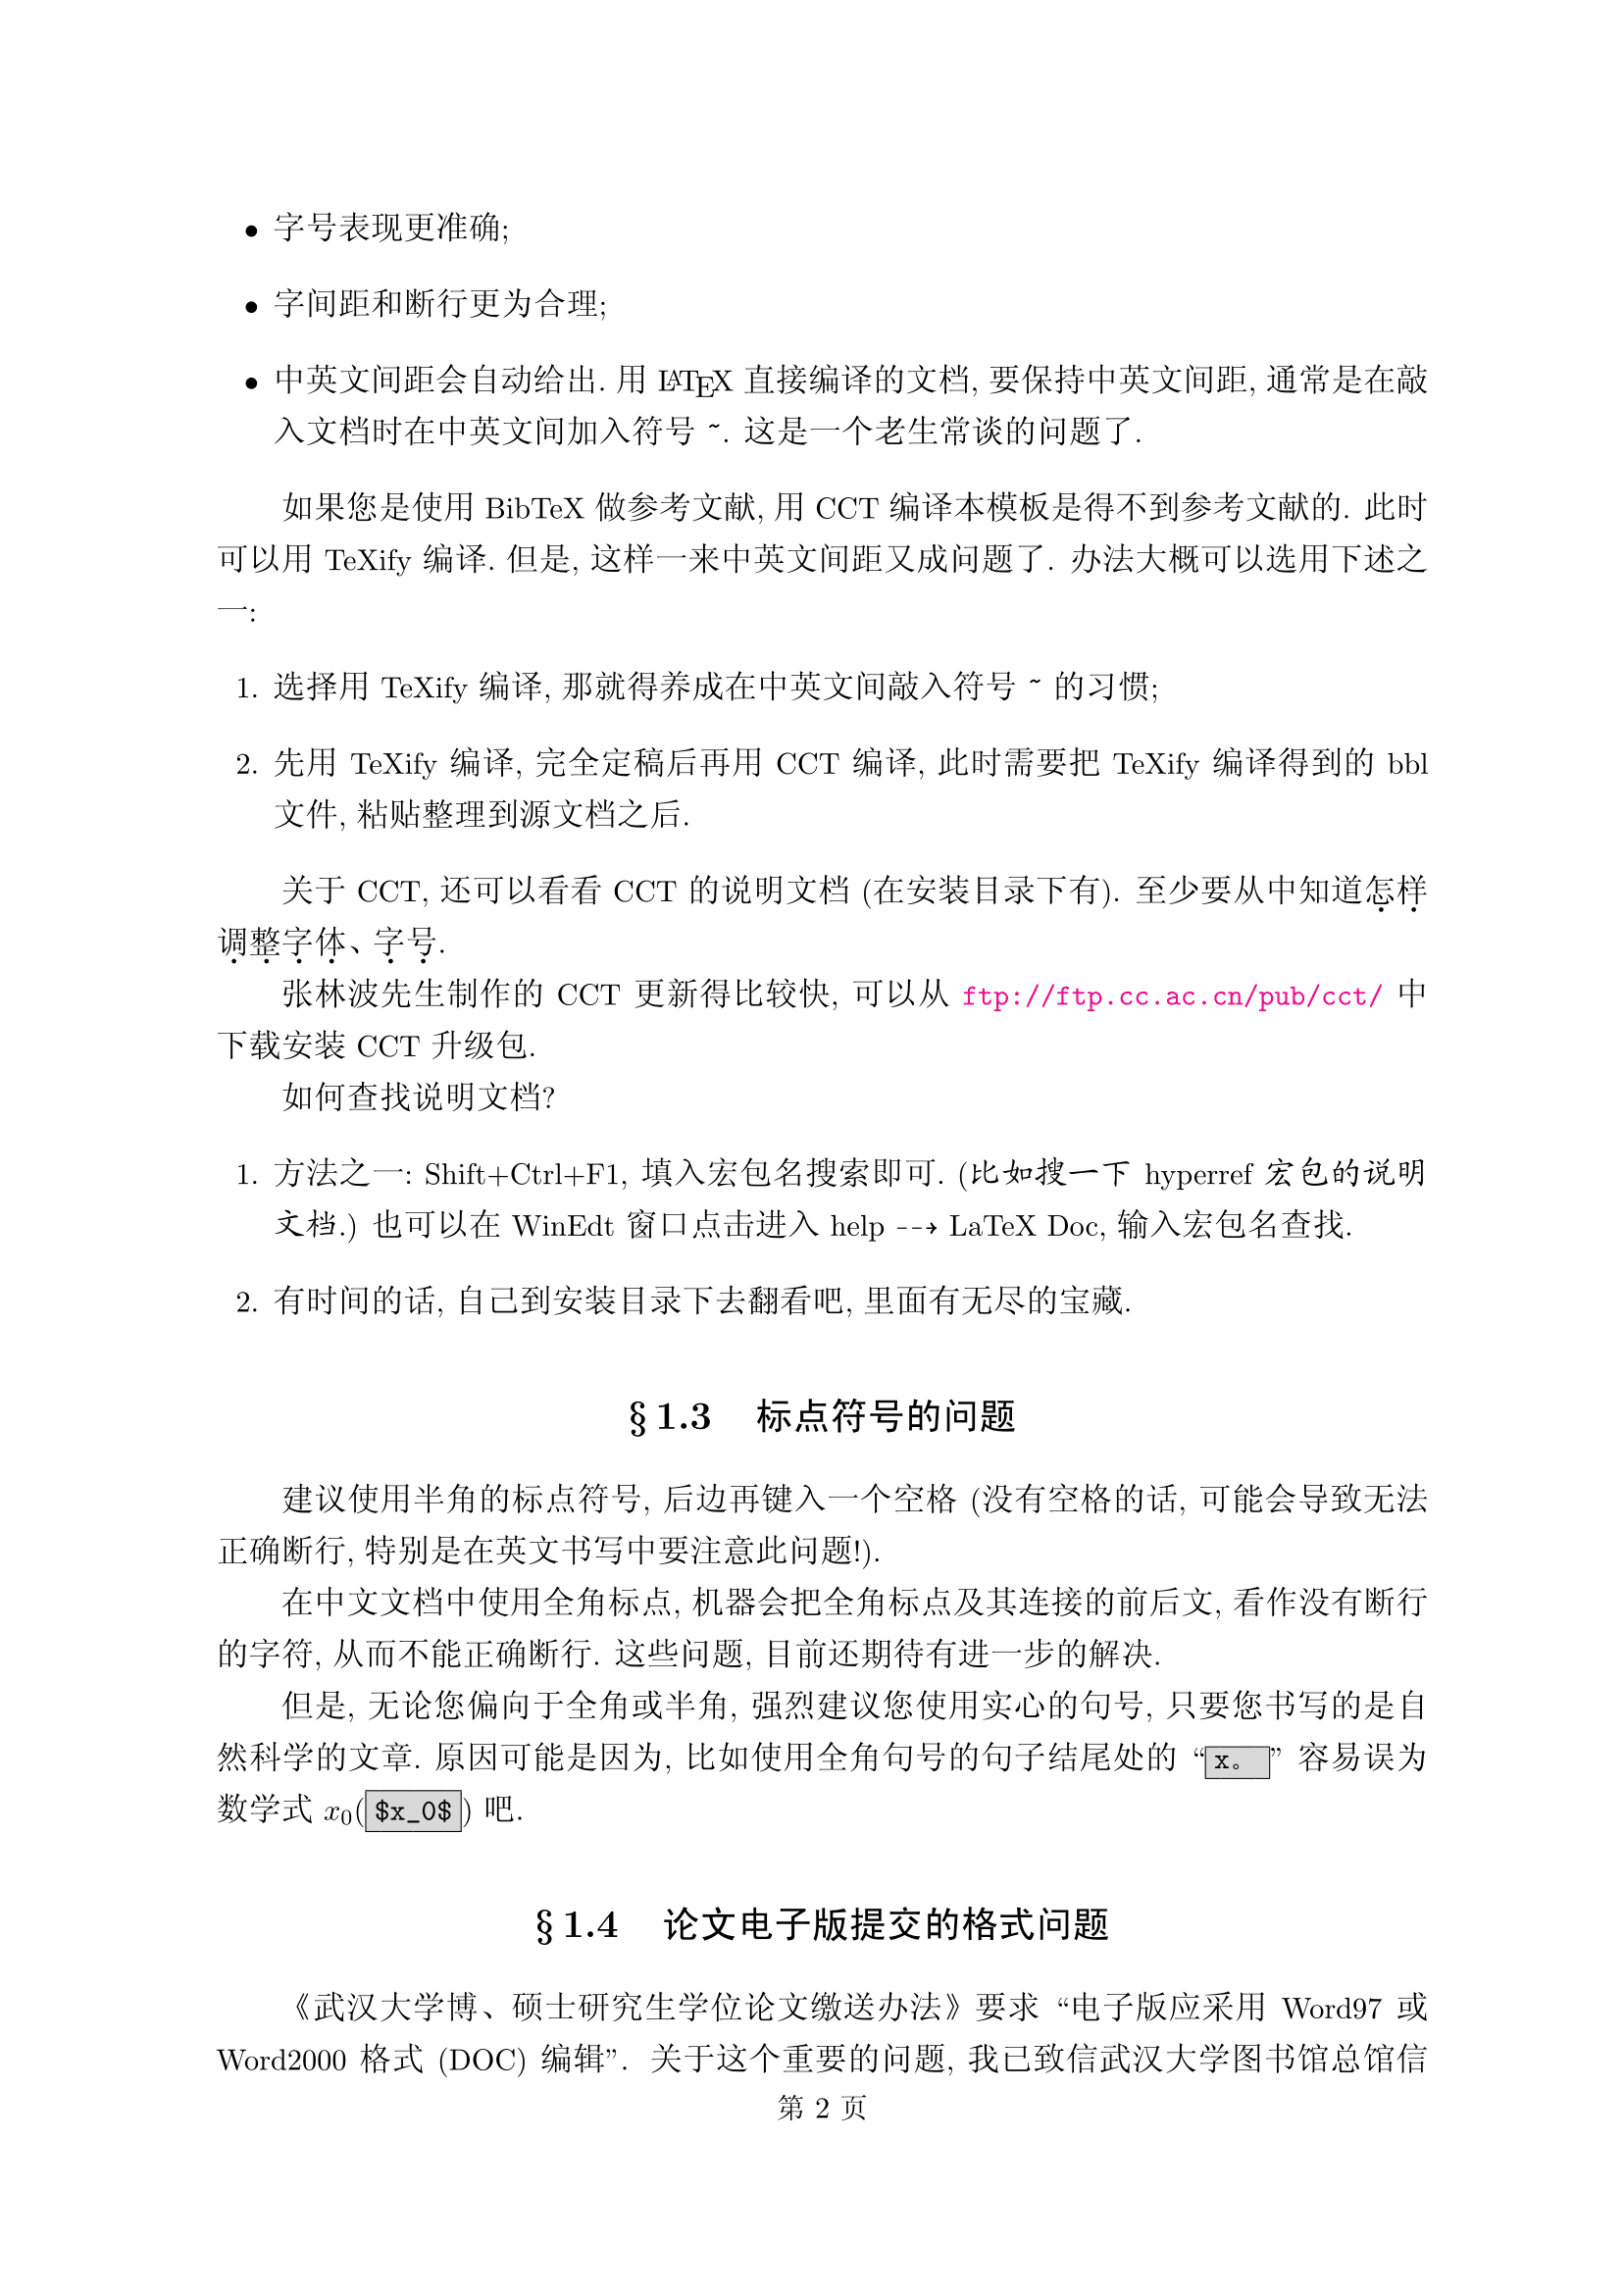 • 字号表现更准确;
• 字间距和断行更为合理;
• 中英文间距会自动给出. 用 LATEX 直接编译的文档, 要保持中英文间距, 通常是在敲
入文档时在中英文间加入符号 ~. 这是一个老生常谈的问题了.
如果您是使用 BibTeX 做参考文献, 用 CCT 编译本模板是得不到参考文献的. 此时
可以用 TeXify 编译. 但是, 这样一来中英文间距又成问题了. 办法大概可以选用下述之
一:
1. 选择用 TeXify 编译, 那就得养成在中英文间敲入符号 ~ 的习惯;
2. 先用 TeXify 编译, 完全定稿后再用 CCT 编译, 此时需要把 TeXify 编译得到的 bbl
文件, 粘贴整理到源文档之后.
关于 CCT, 还可以看看 CCT 的说明文档 (在安装目录下有). 至少要从中知道怎样
调整字体、字号.
张林波先生制作的 CCT 更新得比较快, 可以从 ftp://ftp.cc.ac.cn/pub/cct/ 中
下载安装 CCT 升级包.
如何查找说明文档?
1. 方法之一: Shift+Ctrl+F1, 填入宏包名搜索即可. (比如搜一下 hyperref 宏包的说明
文档.) 也可以在 WinEdt 窗口点击进入 help ⇢ LaTeX Doc, 输入宏包名查找.
2. 有时间的话, 自己到安装目录下去翻看吧, 里面有无尽的宝藏.
§ 1.3 标点符号的问题
建议使用半角的标点符号, 后边再键入一个空格 (没有空格的话, 可能会导致无法
正确断行, 特别是在英文书写中要注意此问题!).
在中文文档中使用全角标点, 机器会把全角标点及其连接的前后文, 看作没有断行
的字符, 从而不能正确断行. 这些问题, 目前还期待有进一步的解决.
但是, 无论您偏向于全角或半角, 强烈建议您使用实心的句号, 只要您书写的是自
然科学的文章. 原因可能是因为, 比如使用全角句号的句子结尾处的 “x。” 容易误为
数学式 x₀($x_0$) 吧.
§ 1.4 论文电子版提交的格式问题
《武汉大学博、硕士研究生学位论文缴送办法》要求 “电子版应采用 Word97 或
Word2000 格式 (DOC) 编辑”. 关于这个重要的问题, 我已致信武汉大学图书馆总馆信
第 2 页